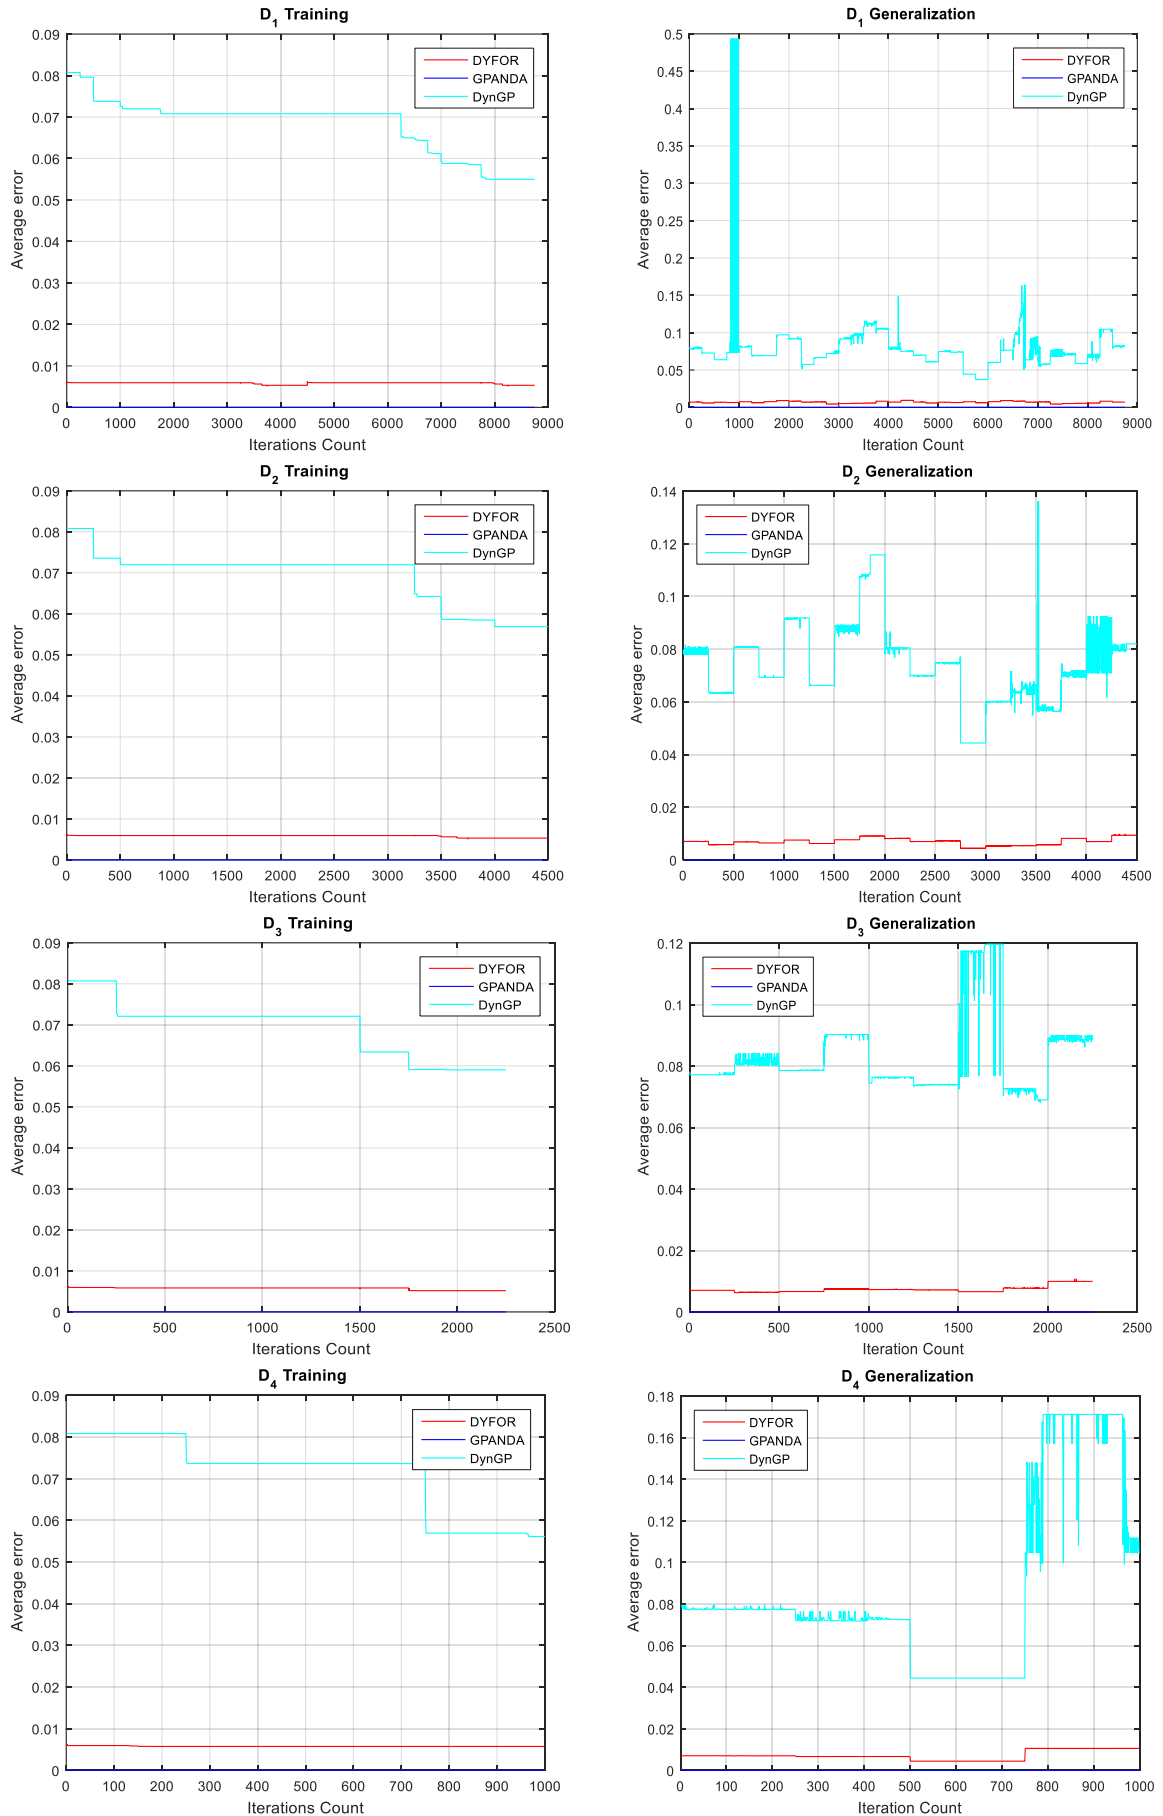 D1 Training
0.09
0.08
0.07
0.06
0.05
0.04
0.03
0.02
0.01
0
Average error
DYFOR
GPANDA
DynGP
0 1000 2000 3000 4000 5000 6000 7000 8000 9000
Iterations Count
D1 Generalization
0.5
0.45
0.4
0.35
0.3
0.25
0.2
0.15
0.1
0.05
0
Average error
DYFOR
GPANDA
DynGP
0 1000 2000 3000 4000 5000 6000 7000 8000 9000
Iteration Count
D2 Training
0.09
0.08
0.07
0.06
0.05
0.04
0.03
0.02
0.01
0
Average error
DYFOR
GPANDA
DynGP
0 500 1000 1500 2000 2500 3000 3500 4000 4500
Iterations Count
D2 Generalization
0.14
0.12
0.1
0.08
0.06
0.04
0.02
0
Average error
DYFOR
GPANDA
DynGP
0 500 1000 1500 2000 2500 3000 3500 4000 4500
Iteration Count
D3 Training
0.09
0.08
0.07
0.06
0.05
0.04
0.03
0.02
0.01
0
Average error
DYFOR
GPANDA
DynGP
0 500 1000 1500 2000 2500
Iterations Count
D3 Generalization
0.12
0.1
0.08
0.06
0.04
0.02
0
Average error
DYFOR
GPANDA
DynGP
0 500 1000 1500 2000 2500
Iteration Count
D4 Training
0.09
0.08
0.07
0.06
0.05
0.04
0.03
0.02
0.01
0
Average error
DYFOR
GPANDA
DynGP
0 100 200 300 400 500 600 700 800 900 1000
Iterations Count
D4 Generalization
0.18
0.16
0.14
0.12
0.1
0.08
0.06
0.04
0.02
0
Average error
DYFOR
GPANDA
DynGP
0 100 200 300 400 500 600 700 800 900 1000
Iteration Count